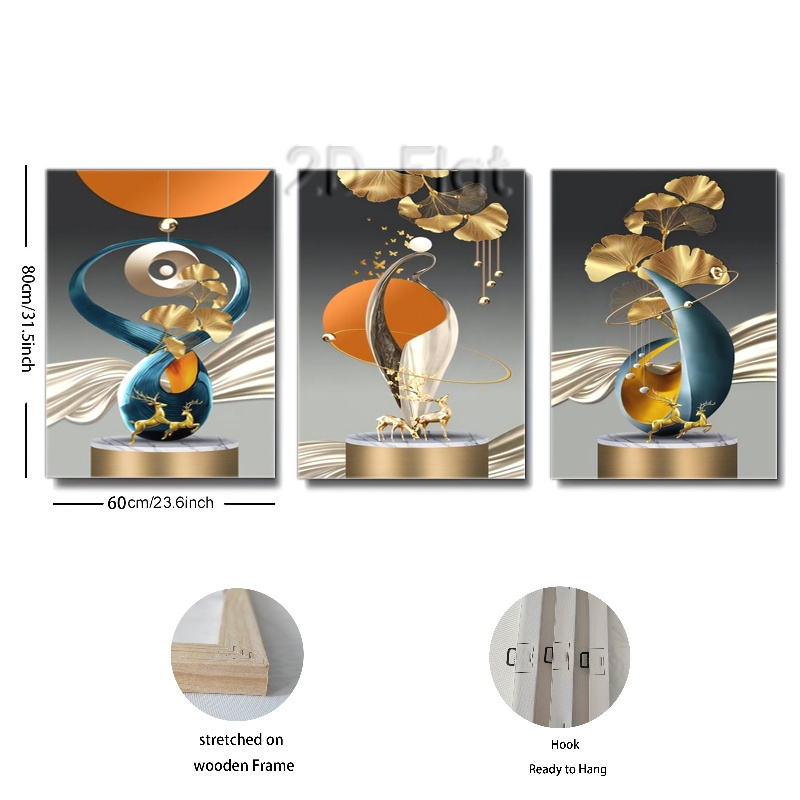 2D Flat
80cm/31.5inch
60cm/23.6inch
stretched on
wooden Frame
Hook
Ready to Hang